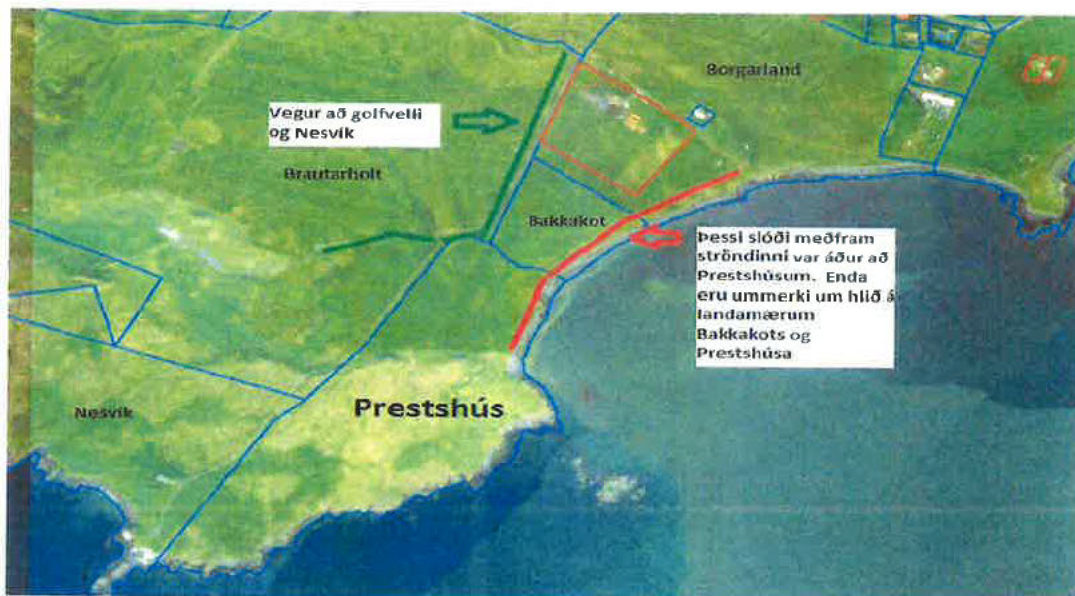 Borgarland
Vegur að golfvelli
og Nesvík
Brautarholt
Bakkakot
Þessi slóði meðfram
ströndinni var áður að
Prestshúsum. Enda
eru ummerki um hlið á
landamærum
Bakkakots og
Prestshúsa
Prestshús
Nesvík